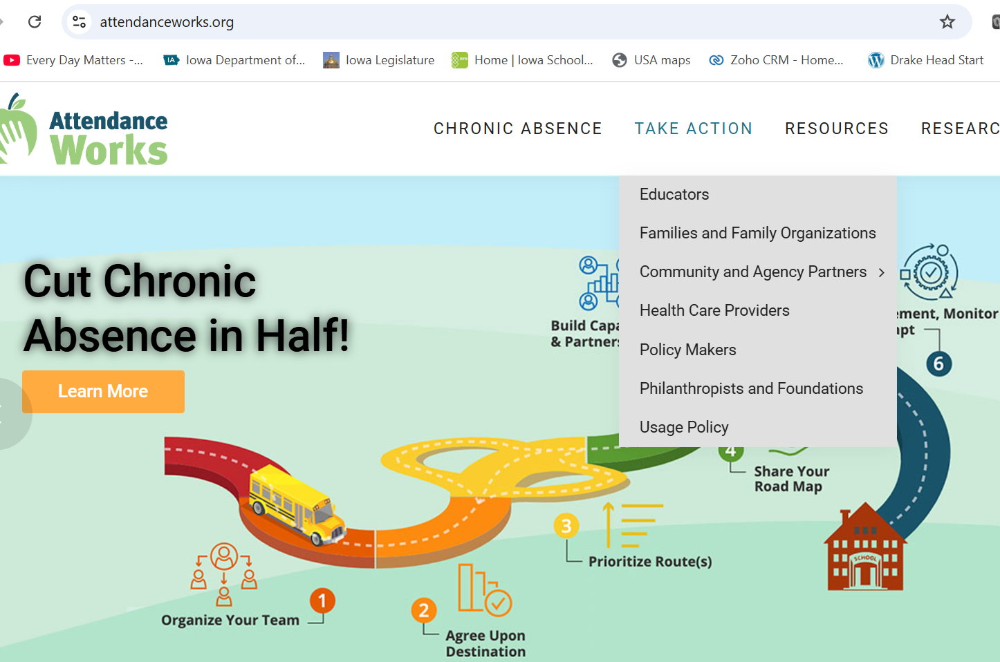 attendanceworks.org
Every Day Matters -...
Iowa Department of...
Iowa Legislature
Home | Iowa School...
USA maps
Zoho CRM - Home...
Drake Head Start
Attendance
Works
CHRONIC ABSENCE
TAKE ACTION
RESOURCES
RESEARC
Educators
Families and Family Organizations
Community and Agency Partners
Health Care Providers
Policy Makers
Philanthropists and Foundations
Usage Policy
Cut Chronic
Absence in Half!
Learn More
Build Capa
& Partners
ment, Monitor
apt
6
4
Share Your
Road Map
3
Prioritize Route(s)
SCHOOL
1
Organize Your Team
2
Agree Upon
Destination